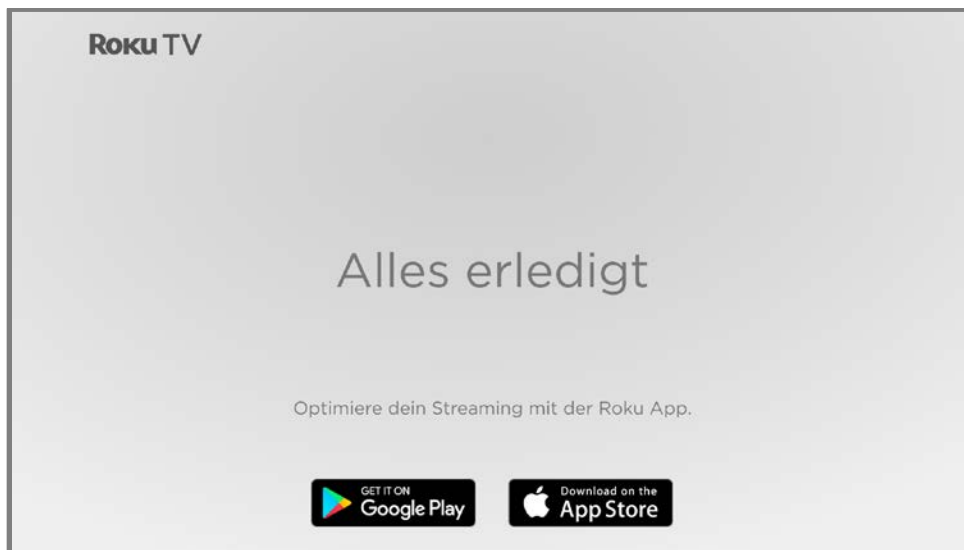 Roku TV
Alles erledigt
Optimiere dein Streaming mit der Roku App.
GET IT ON
Google Play
Download on the
App Store